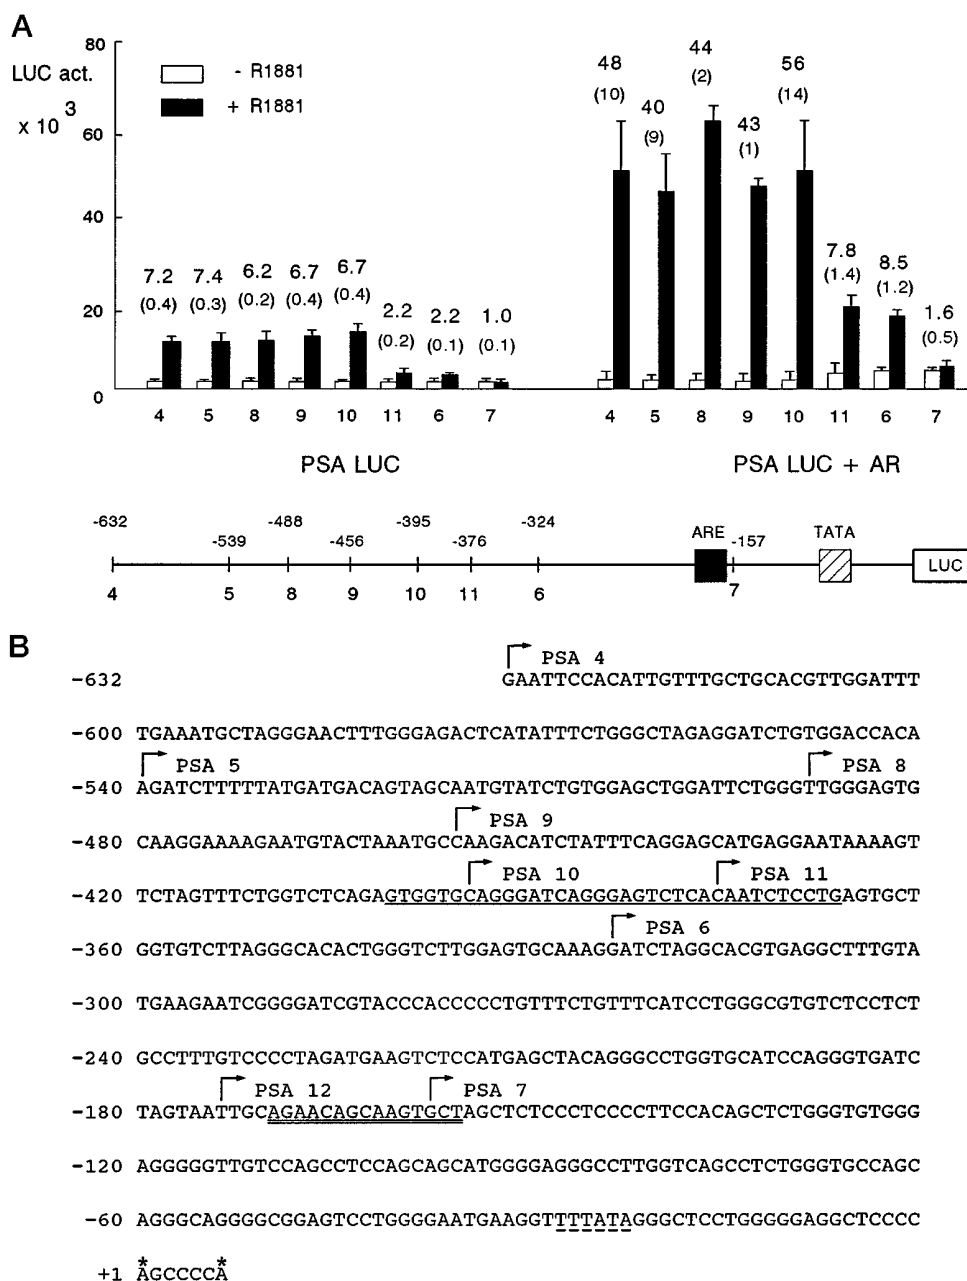 A
80
LUC act.
x 10 3
- R1881
+ R1881
60
40
20
0
7.2 7.4 6.2 6.7 6.7 2.2 2.2 1.0
(0.4) (0.3) (0.2) (0.4) (0.4) (0.2) (0.1) (0.1)
48 40 44 43 56 7.8 8.5 1.6
(10) (9) (2) (1) (14) (1.4) (1.2) (0.5)
4 5 8 9 10 11 6 7 4 5 8 9 10 11 6 7
PSA LUC PSA LUC + AR
-632 -488 -395 -324 ARE TATA
-539 -456 -376 -157
LUC
4 5 8 9 10 11 6 7
B
PSA 4
-632 GAATTCCACATTGTTTGCTGCACGTTGGATTT
-600 TGAAATGCTAGGGAACTTTGGGAGACTCATATTTCTGGGCTAGAGGATCTGTGGACCACA
PSA 5 PSA 8
-540 AGATCTTTTTATGATGACAGTAGCAATGTATCTGTGGAGCTGGATTCTGGGTTGGGAGTG
PSA 9
-480 CAAGGAAAAGAATGTACTAAATGCCAAGACATCTATTTCAGGAGCATGAGGAATAAAAGT
PSA 10 PSA 11
-420 TCTAGTTTCTGGTCTCAGAGTGGTGCAGGGATCAGGGAGTCTCACAATCTCCTGAGTGCT
PSA 6
-360 GGTGTCTTAGGGCACACTGGGTCTTGGAGTGCAAAGGATCTAGGCACGTGAGGCTTTGTA
-300 TGAAGAATCGGGGATCGTACCCACCCCCTGTTTCTGTTTCATCCTGGGCGTGTCTCCTCT
-240 GCCTTTGTCCCCTAGATGAAGTCTCCATGAGCTACAGGGCCTGGTGCATCCAGGGTGATC
PSA 12 PSA 7
-180 TAGTAATTGCAGAACAGCAAGTGCTAGCTCTCCCTCCCCTTCCACAGCTCTGGGTGTGGG
-120 AGGGGGTTGTCCAGCCTCCAGCAGCATGGGGAGGGCCTTGGTCAGCCTCTGGGTGCCAGC
-60 AGGGCAGGGGCGGAGTCCTGGGGAATGAAGGTTTTATAGGGCTCCTGGGGGAGGCTCCCC
* *
+1 AGCCCCA